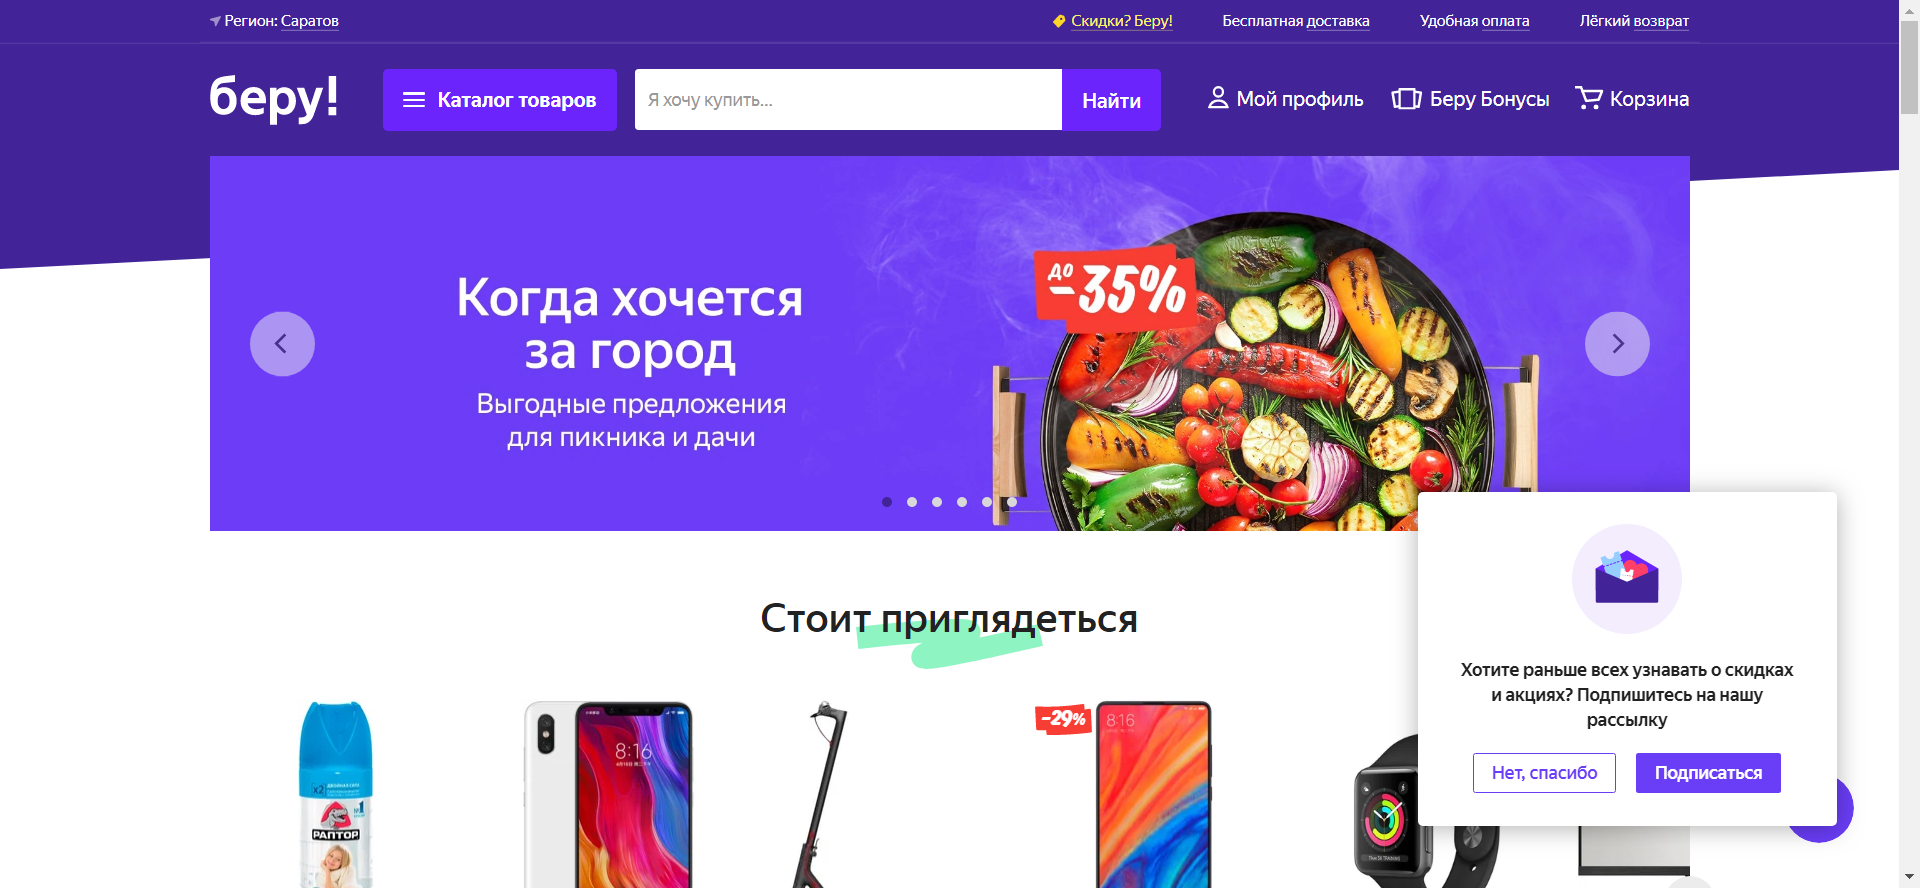 Регион: Саратов
Скидки? Беру!
Бесплатная доставка
Удобная оплата
Лёгкий возврат
беру!
Каталог товаров
Я хочу купить...
Найти
Мой профиль
Беру Бонусы
Корзина
Когда хочется
за город
Выгодные предложения
для пикника и дачи
до
-35%
Стоит приглядеться
-29%
8:16
8:16
x2
№1
РАПТОР
Хотите раньше всех узнавать о скидках
и акциях? Подпишитесь на нашу
рассылку
Нет, спасибо
Подписаться